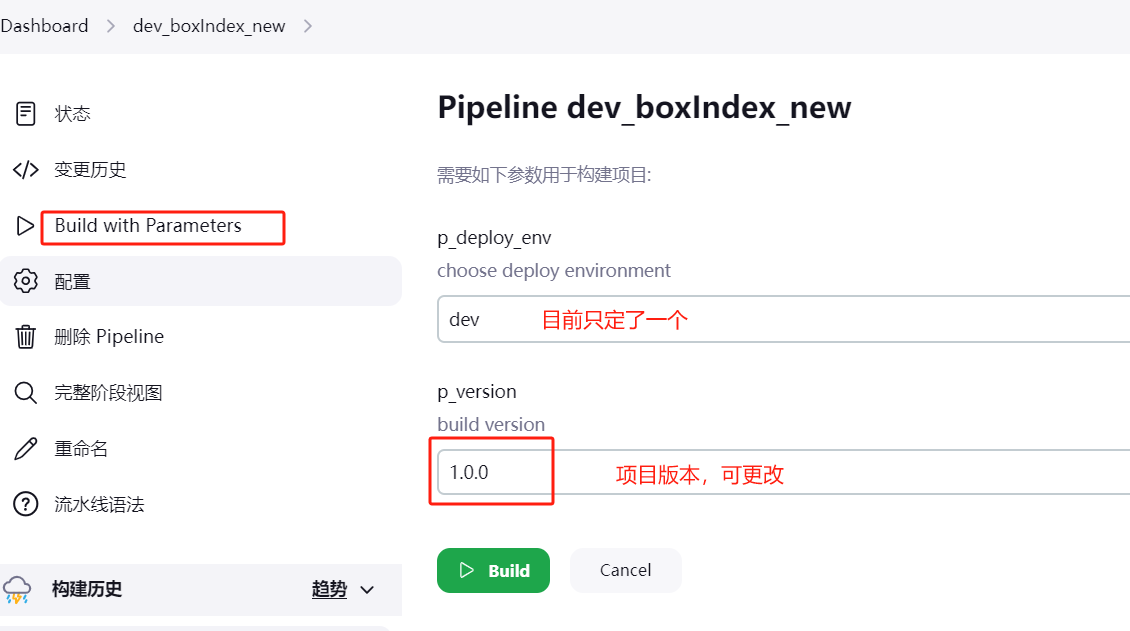 Dashboard > dev_boxIndex_new >
状态
变更历史
Build with Parameters
配置
删除 Pipeline
完整阶段视图
重命名
流水线语法
构建历史 趋势
Pipeline dev_boxIndex_new
需要如下参数用于构建项目:
p_deploy_env
choose deploy environment
dev 目前只定了一个
p_version
build version
1.0.0 项目版本，可更改
Build Cancel